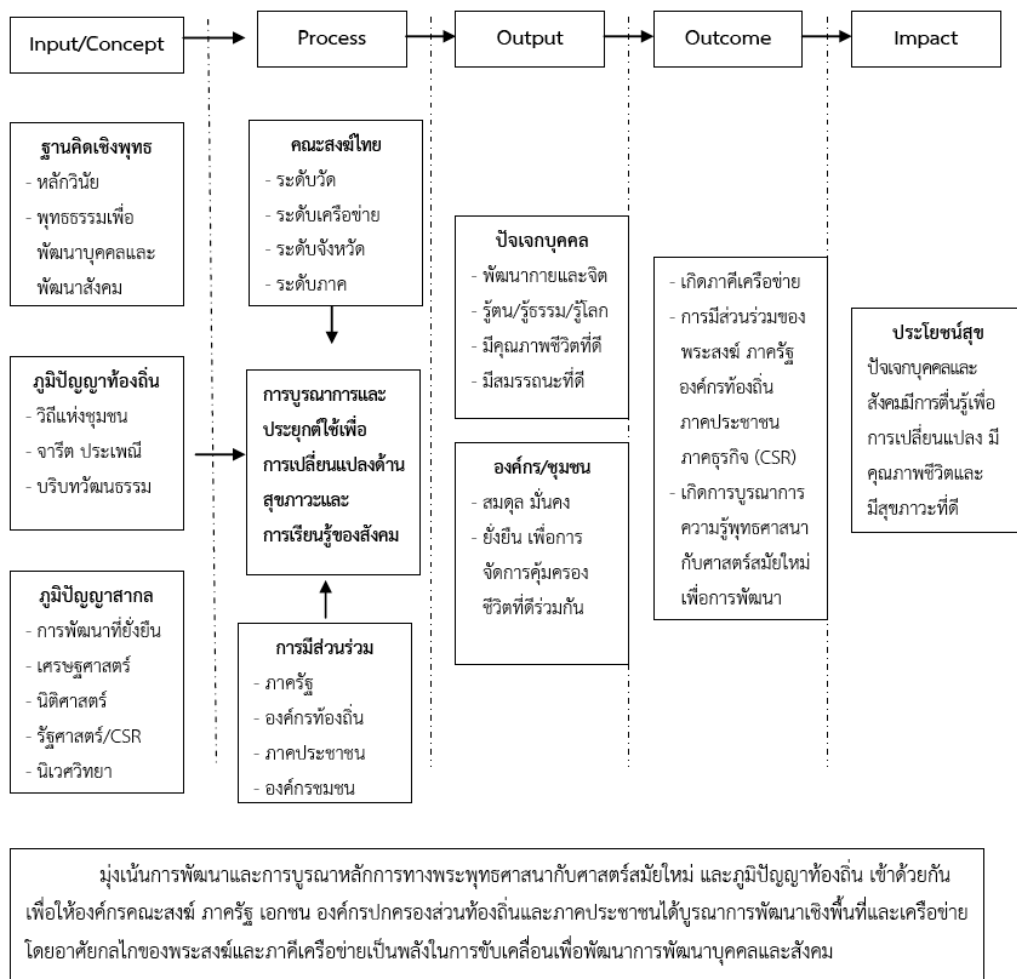 Input/Concept
Process
Output
Outcome
Impact
ฐานคิดเชิงพุทธ
- หลักวินัย
- พุทธธรรมเพื่อ
พัฒนาบุคคลและ
พัฒนาสังคม
ภูมิปัญญาท้องถิ่น
- วิถีแห่งชุมชน
- จารีต ประเพณี
- บริบทวัฒนธรรม
ภูมิปัญญาสากล
- การพัฒนาที่ยั่งยืน
- เศรษฐศาสตร์
- นิติศาสตร์
- รัฐศาสตร์/CSR
- นิเวศวิทยา
คณะสงฆ์ไทย
- ระดับวัด
- ระดับเครือข่าย
- ระดับจังหวัด
- ระดับภาค
การบูรณาการและ
ประยุกต์ใช้เพื่อ
การเปลี่ยนแปลงด้าน
สุขภาวะและ
การเรียนรู้ของสังคม
การมีส่วนร่วม
- ภาครัฐ
- องค์กรท้องถิ่น
- ภาคประชาชน
- องค์กรชุมชน
ปัจเจกบุคคล
- พัฒนากายและจิต
- รู้ตน/รู้ธรรม/รู้โลก
- มีคุณภาพชีวิตที่ดี
- มีสมรรถนะที่ดี
องค์กร/ชุมชน
- สมดุล มั่นคง
- ยั่งยืน เพื่อการ
จัดการคุ้มครอง
ชีวิตที่ดีร่วมกัน
- เกิดภาคีเครือข่าย
- การมีส่วนร่วมของ
พระสงฆ์ ภาครัฐ
องค์กรท้องถิ่น
ภาคประชาชน
ภาคธุรกิจ (CSR)
- เกิดการบูรณาการ
ความรู้พุทธศาสนา
กับศาสตร์สมัยใหม่
เพื่อการพัฒนา
ประโยชน์สุข
ปัจเจกบุคคลและ
สังคมมีการตื่นรู้เพื่อ
การเปลี่ยนแปลง มี
คุณภาพชีวิตและ
มีสุขภาวะที่ดี
มุ่งเน้นการพัฒนาและการบูรณาหลักการทางพระพุทธศาสนากับศาสตร์สมัยใหม่ และภูมิปัญญาท้องถิ่น เข้าด้วยกัน
เพื่อให้องค์กรคณะสงฆ์ ภาครัฐ เอกชน องค์กรปกครองส่วนท้องถิ่นและภาคประชาชนได้บูรณาการพัฒนาเชิงพื้นที่และเครือข่าย
โดยอาศัยกลไกของพระสงฆ์และภาคีเครือข่ายเป็นพลังในการขับเคลื่อนเพื่อพัฒนาการพัฒนาบุคคลและสังคม